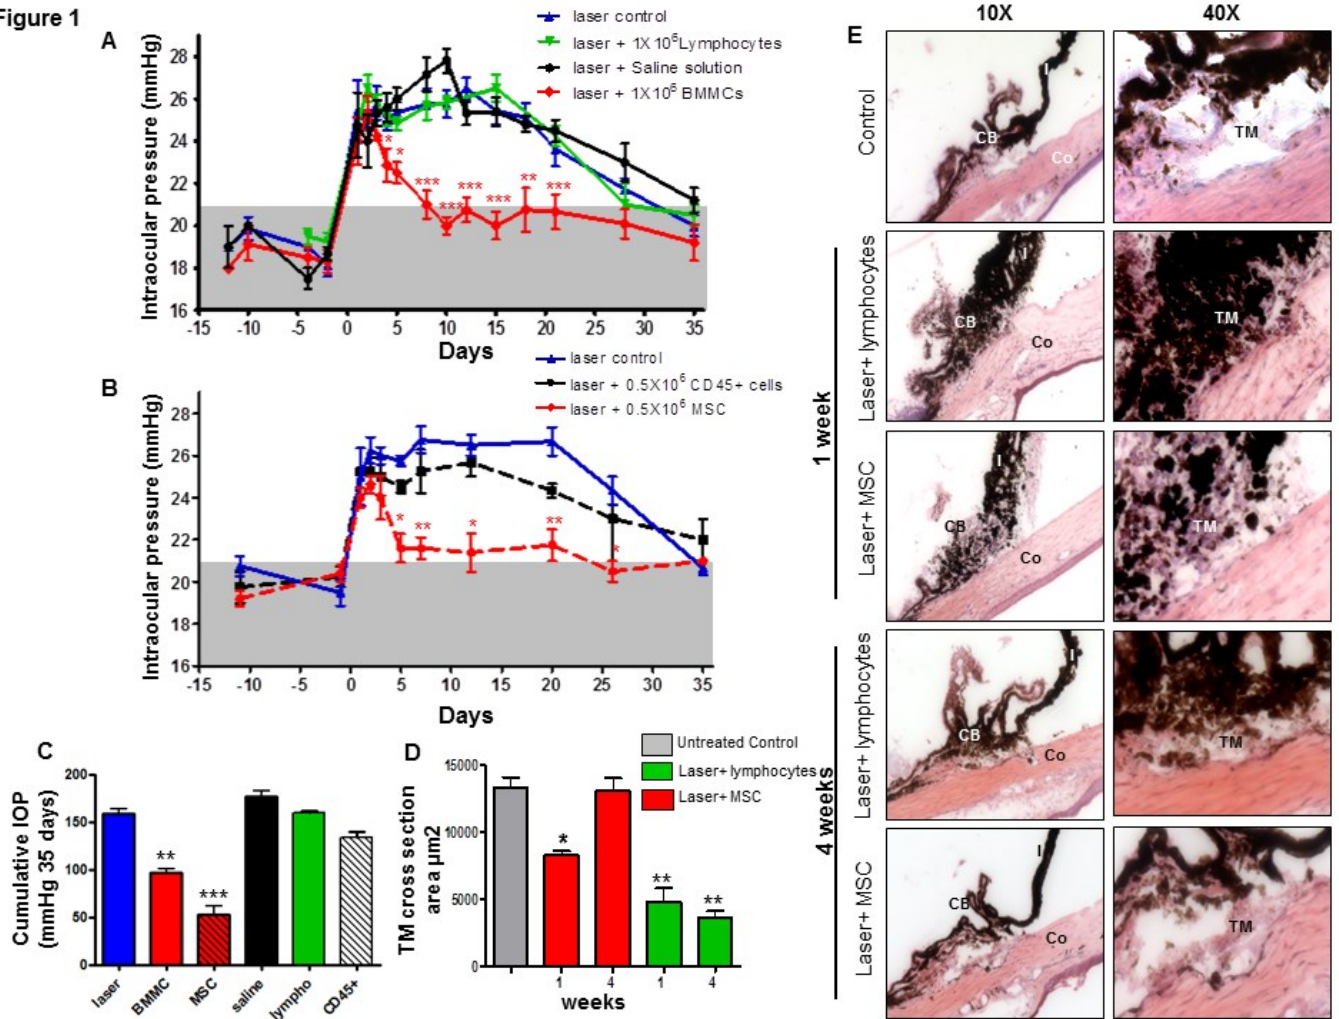 Figure 1
A
laser control
laser + 1X10⁶Lymphocytes
laser + Saline solution
laser + 1X10⁶ BMMCs
Intraocular pressure (mmHg)
28
26
24
22
20
18
16
-15
-10
-5
0
5
10
15
20
25
30
35
Days
*
*
***
***
***
***
**
***
B
laser control
laser + 0.5X10⁶ CD45+ cells
laser + 0.5X10⁶ MSC
Intraocular pressure (mmHg)
28
26
24
22
20
18
16
-15
-10
-5
0
5
10
15
20
25
30
35
Days
*
**
*
**
*
C
Cumulative IOP
(mmHg 35 days)
200
150
100
50
0
**
***
laser
BMMC
MSC
saline
lympho
CD45+
D
Untreated Control
Laser+ lymphocytes
Laser+ MSC
TM cross section
area µm2
15000
10000
5000
0
*
**
**
1
4
1
4
weeks
E
10X
40X
Control
I
CB
Co
TM
1 week
Laser+ lymphocytes
I
CB
Co
TM
Laser+ MSC
I
CB
Co
TM
4 weeks
Laser+ lymphocytes
I
CB
Co
TM
Laser+ MSC
I
CB
Co
TM